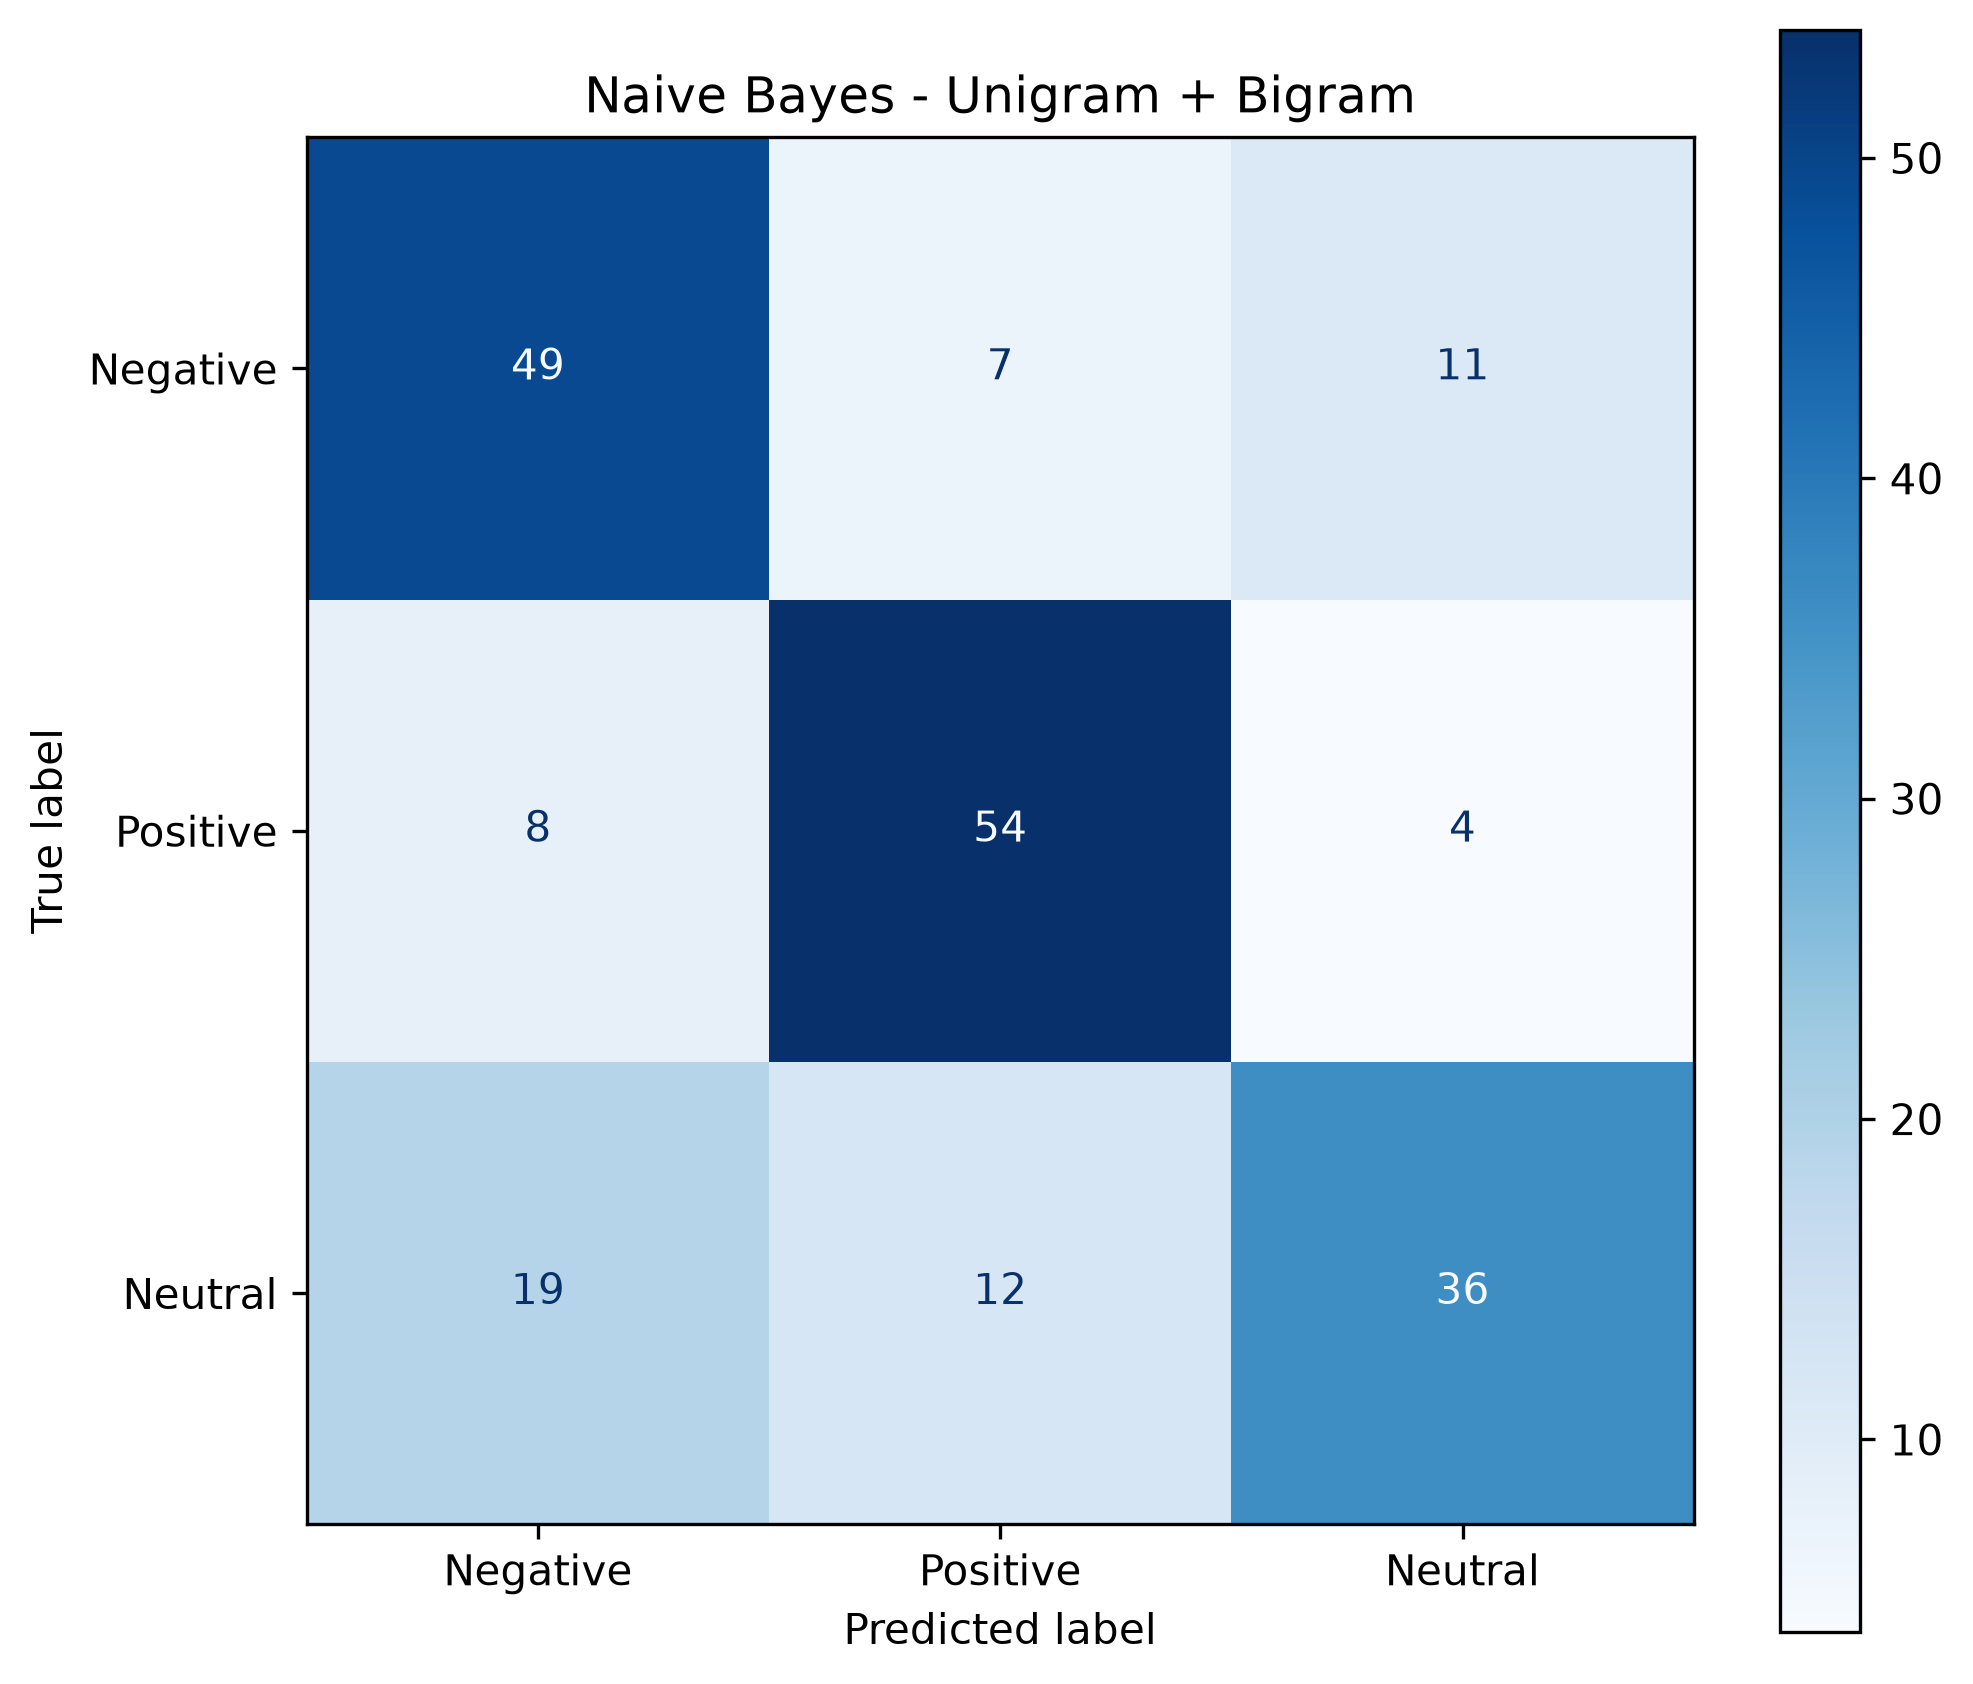 Naive Bayes - Unigram + Bigram
True label
Negative
49
7
11
Positive
8
54
4
Neutral
19
12
36
Negative
Positive
Neutral
Predicted label
50
40
30
20
10